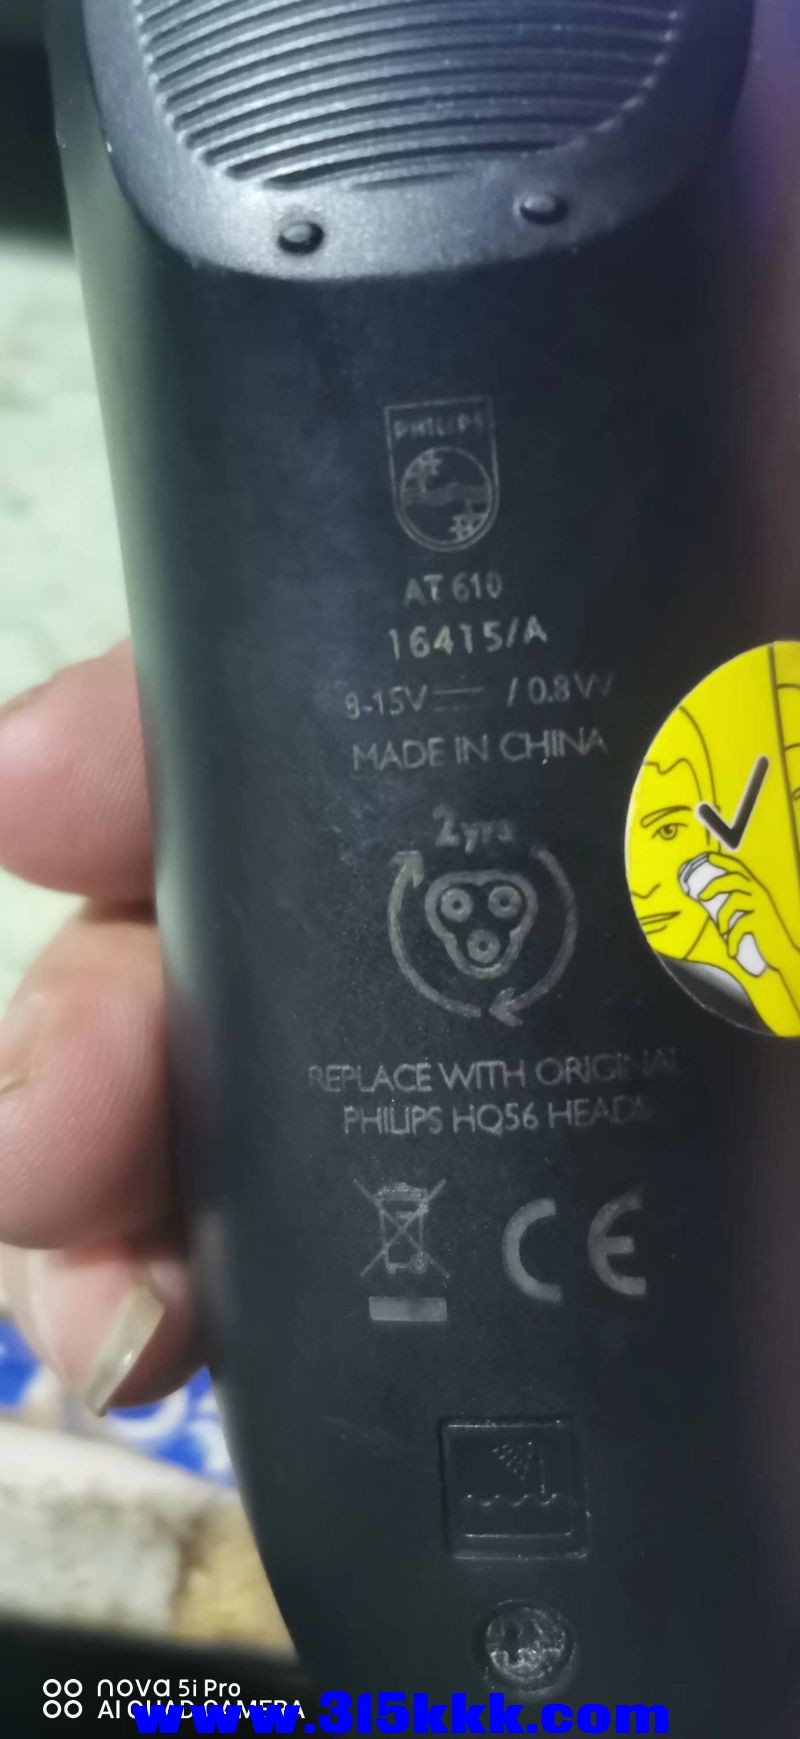 PHILIPS
AT 610
16415/A
8-15V⎓ / 0.8W
MADE IN CHINA
2yrs
REPLACE WITH ORIGINAL
PHILIPS HQ56 HEADS
CE
nova 5i Pro
AI QUAD CAMERA
www.315kkk.com